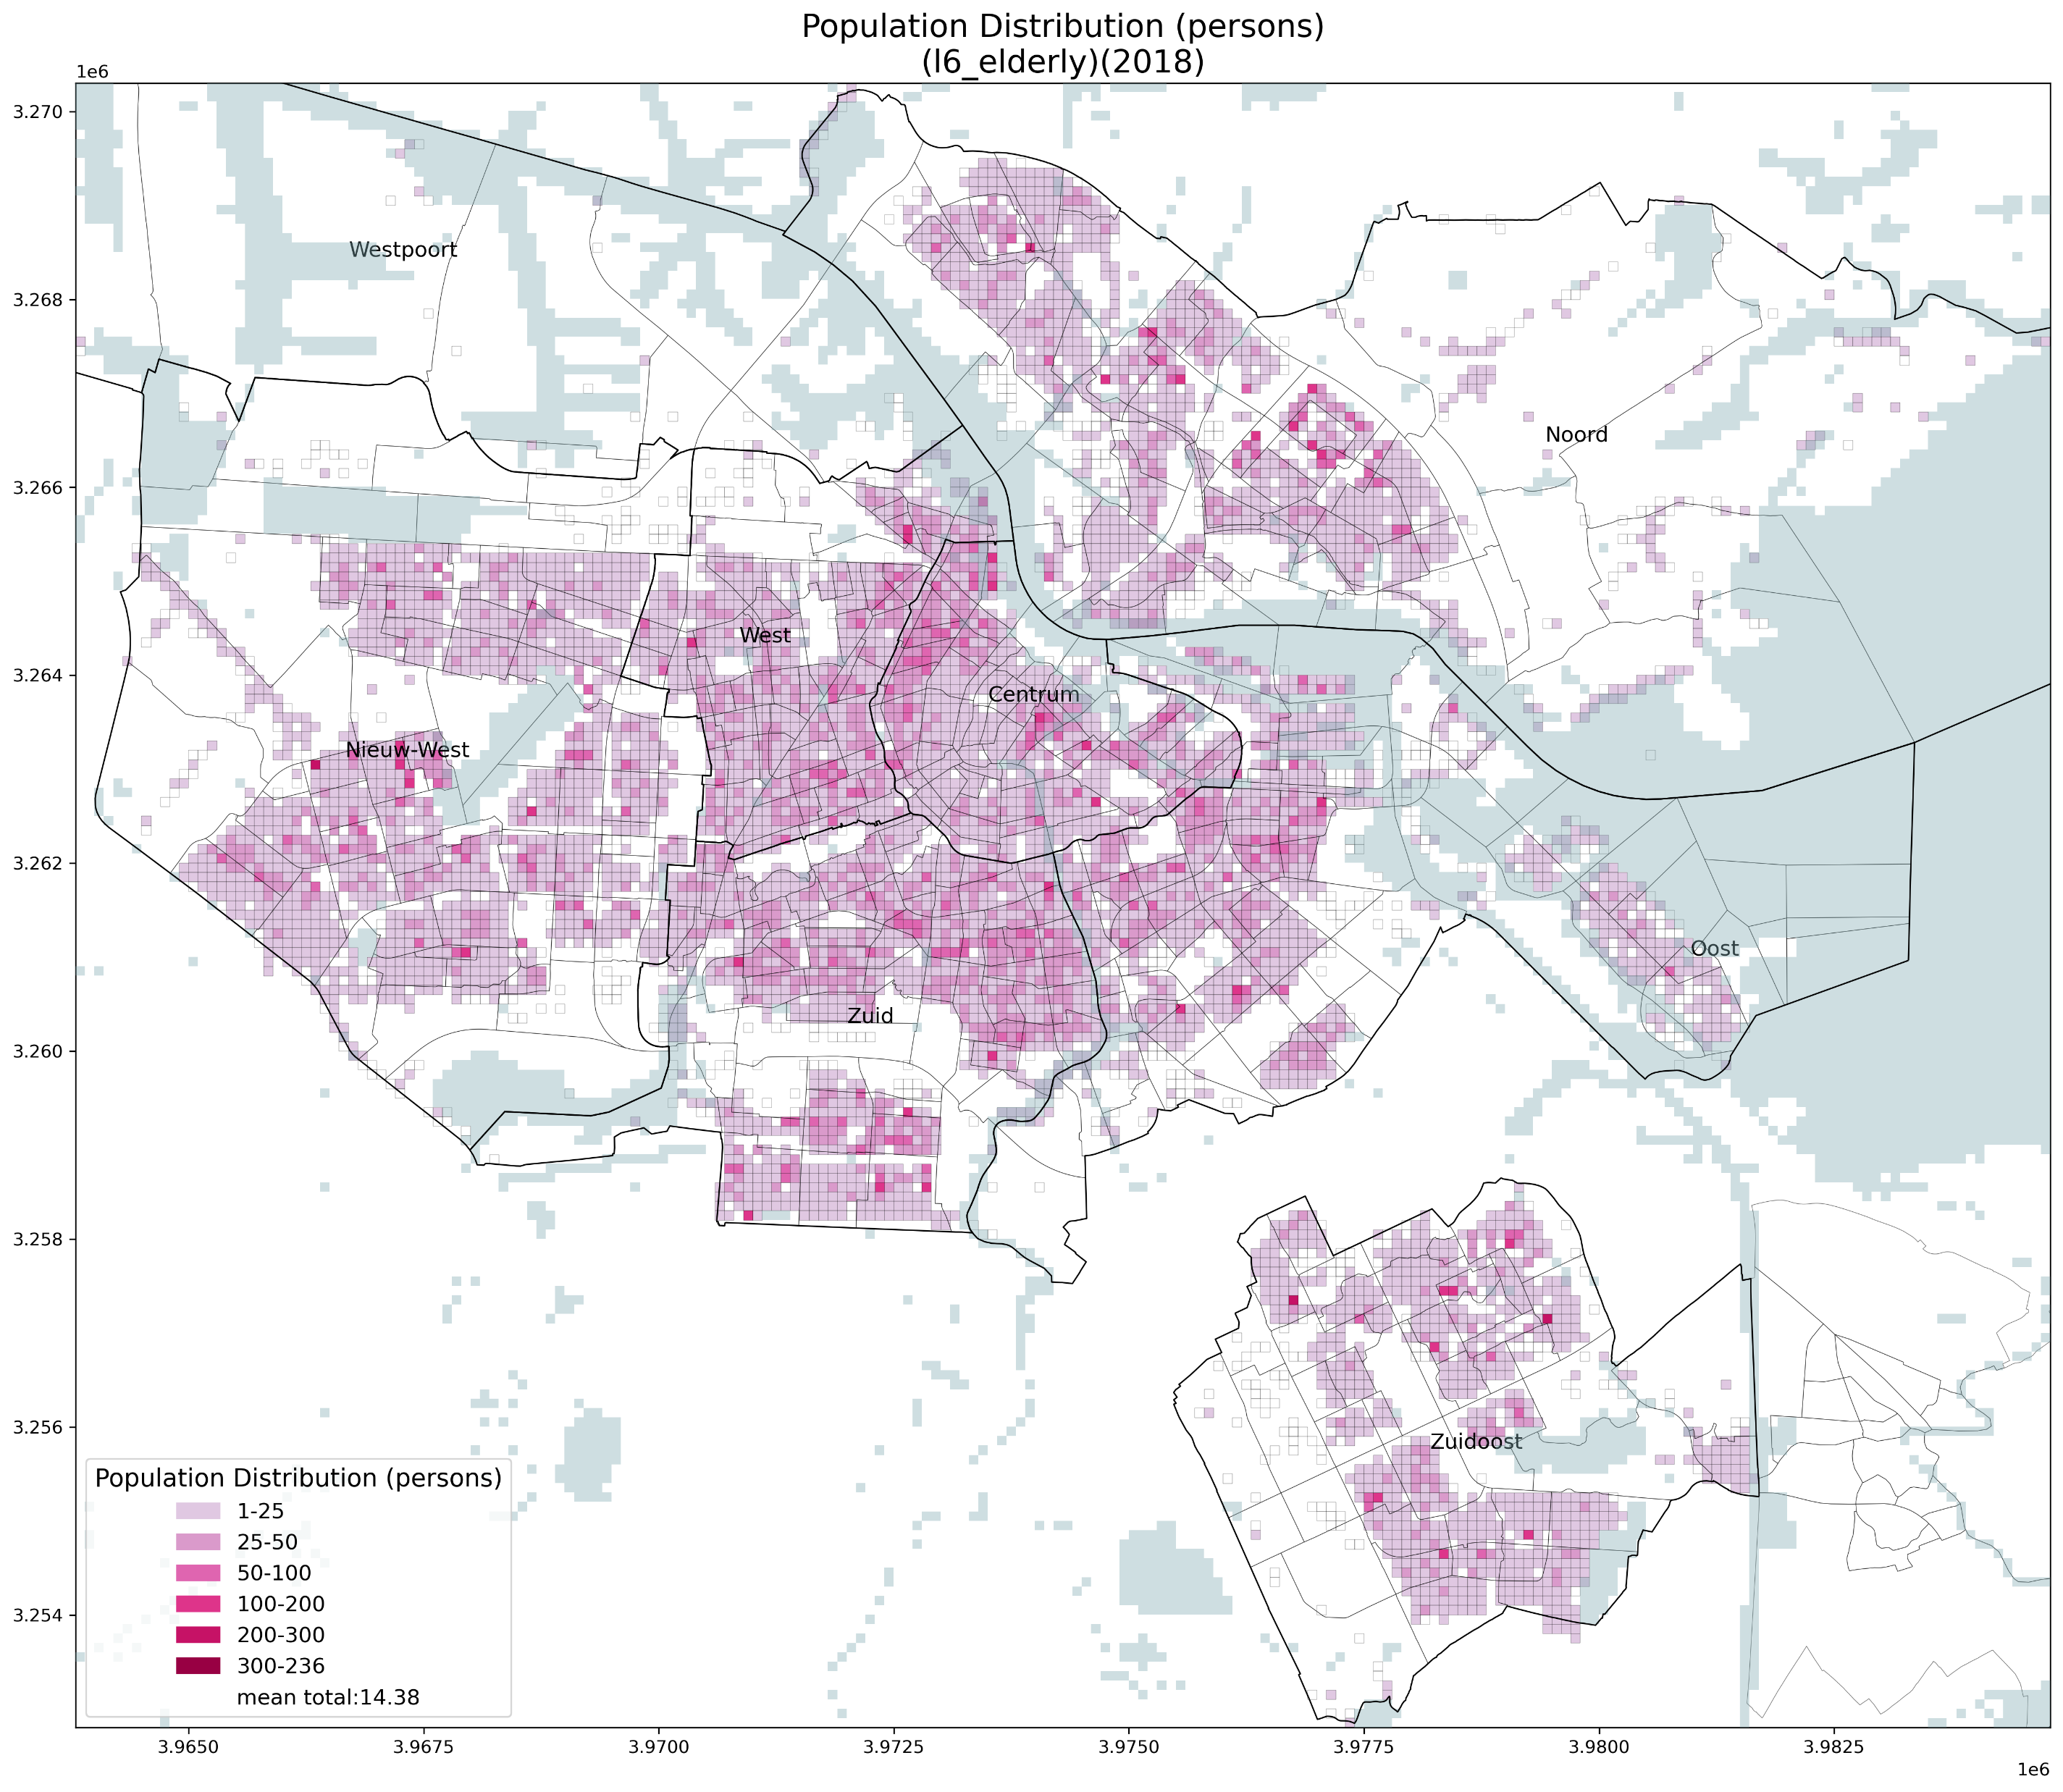 Population Distribution (persons)
(l6_elderly)(2018)
1e6
3.270
3.268
3.266
3.264
3.262
3.260
3.258
3.256
3.254
Westpoort
Noord
West
Centrum
Nieuw-West
Oost
Zuid
Zuidoost
Population Distribution (persons)
1-25
25-50
50-100
100-200
200-300
300-236
mean total:14.38
3.9650
3.9675
3.9700
3.9725
3.9750
3.9775
3.9800
3.9825
1e6